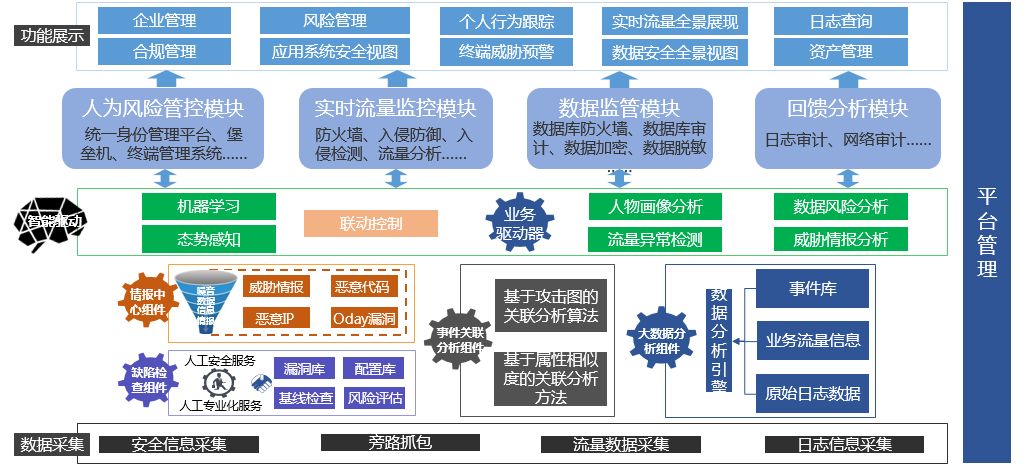 功能展示
企业管理
风险管理
个人行为跟踪
实时流量全景展现
日志查询
合规管理
应用系统安全视图
终端威胁预警
数据安全全景视图
资产管理
人为风险管控模块
统一身份管理平台、堡
垒机、终端管理系统......
实时流量监控模块
防火墙、入侵防御、入
侵检测、流量分析......
数据监管模块
数据库防火墙、数据库审
计、数据加密、数据脱敏
......
回馈分析模块
日志审计、网络审计......
平台管理
智能驱动
机器学习
态势感知
联动控制
业务
驱动器
人物画像分析
流量异常检测
数据风险分析
威胁情报分析
情报中
心组件
噪音
数据
信息
情报
威胁情报
恶意代码
恶意IP
Oday漏洞
缺陷检
查组件
人工安全服务
人工专业化服务
漏洞库
配置库
基线检查
风险评估
事件关联
分析组件
基于攻击图的
关联分析算法
基于属性相似
度的关联分析
方法
大数据分
析组件
数据分析引擎
事件库
业务流量信息
原始日志数据
数据采集
安全信息采集
旁路抓包
流量数据采集
日志信息采集